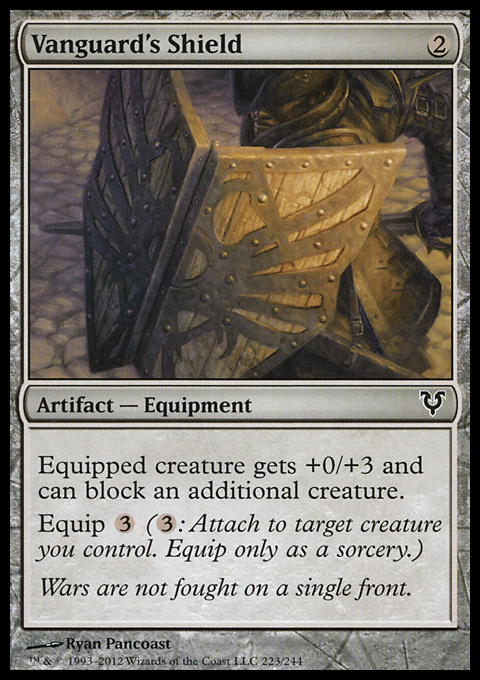 Vanguard's Shield 2
Artifact — Equipment
Equipped creature gets +0/+3 and
can block an additional creature.
Equip 3 (3: Attach to target creature
you control. Equip only as a sorcery.)
Wars are not fought on a single front.
Ryan Pancoast
™ & © 1993–2012 Wizards of the Coast LLC 223/244